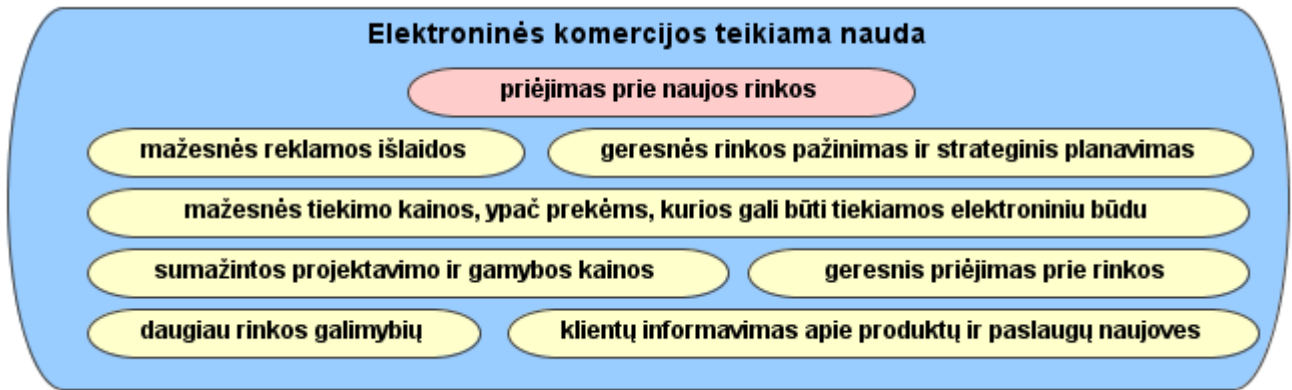 Elektroninės komercijos teikiama nauda
priėjimas prie naujos rinkos
mažesnės reklamos išlaidos
geresnės rinkos pažinimas ir strateginis planavimas
mažesnės tiekimo kainos, ypač prekėms, kurios gali būti tiekiamos elektroniniu būdu
sumažintos projektavimo ir gamybos kainos
geresnis priėjimas prie rinkos
daugiau rinkos galimybių
klientų informavimas apie produktų ir paslaugų naujoves